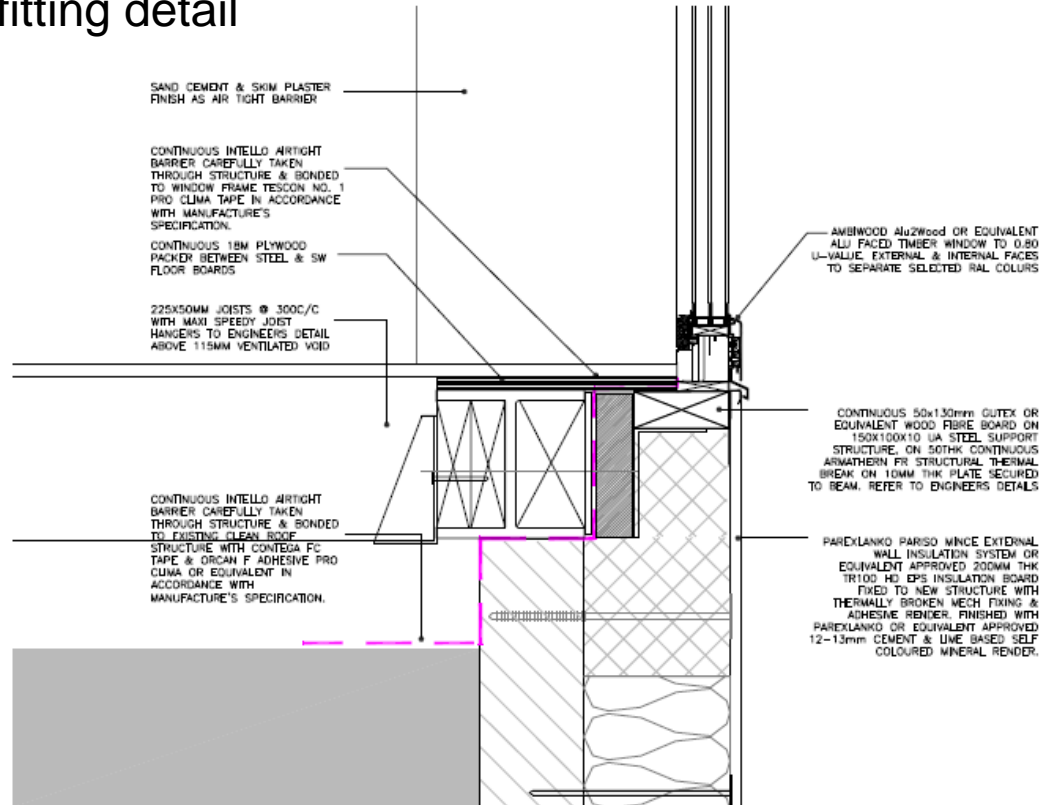 fitting detail
SAND CEMENT & SKIM PLASTER
FINISH AS AIR TIGHT BARRIER
CONTINUOUS INTELLO AIRTIGHT
BARRIER CAREFULLY TAKEN
THROUGH STRUCTURE & BONDED
TO WINDOW FRAME TESCON NO. 1
PRO CLIMA TAPE IN ACCORDANCE
WITH MANUFACTURE'S
SPECIFICATION.
CONTINUOUS 18M PLYWOOD
PACKER BETWEEN STEEL & SW
FLOOR BOARDS
225X50MM JOISTS @ 300C/C
WITH MAXI SPEEDY JOIST
HANGERS TO ENGINEERS DETAIL
ABOVE 115MM VENTILATED VOID
CONTINUOUS INTELLO AIRTIGHT
BARRIER CAREFULLY TAKEN
THROUGH STRUCTURE & BONDED
TO EXISTING CLEAN ROOF
STRUCTURE WITH CONTEGA FC
TAPE & ORCAN F ADHESIVE PRO
CLIMA OR EQUIVALENT IN
ACCORDANCE WITH
MANUFACTURE'S SPECIFICATION.
AMBIWOOD Alu2Wood OR EQUIVALENT
ALU FACED TIMBER WINDOW TO 0.80
U-VALUE, EXTERNAL & INTERNAL FACES
TO SEPARATE SELECTED RAL COLURS
CONTINUOUS 50x130mm GUTEX OR
EQUIVALENT WOOD FIBRE BOARD ON
150X100X10 UA STEEL SUPPORT
STRUCTURE, ON 50THK CONTINUOUS
ARMATHERN FR STRUCTURAL THERMAL
BREAK ON 10MM THK PLATE SECURED
TO BEAM. REFER TO ENGINEERS DETAILS
PAREXLANKO PARISO MINCE EXTERNAL
WALL INSULATION SYSTEM OR
EQUIVALENT APPROVED 200MM THK
TR100 HD EPS INSULATION BOARD
FIXED TO NEW STRUCTURE WITH
THERMALLY BROKEN MECH FIXING &
ADHESIVE RENDER. FINISHED WITH
PAREXLANKO OR EQUIVALENT APPROVED
12-13mm CEMENT & LIME BASED SELF
COLOURED MINERAL RENDER.